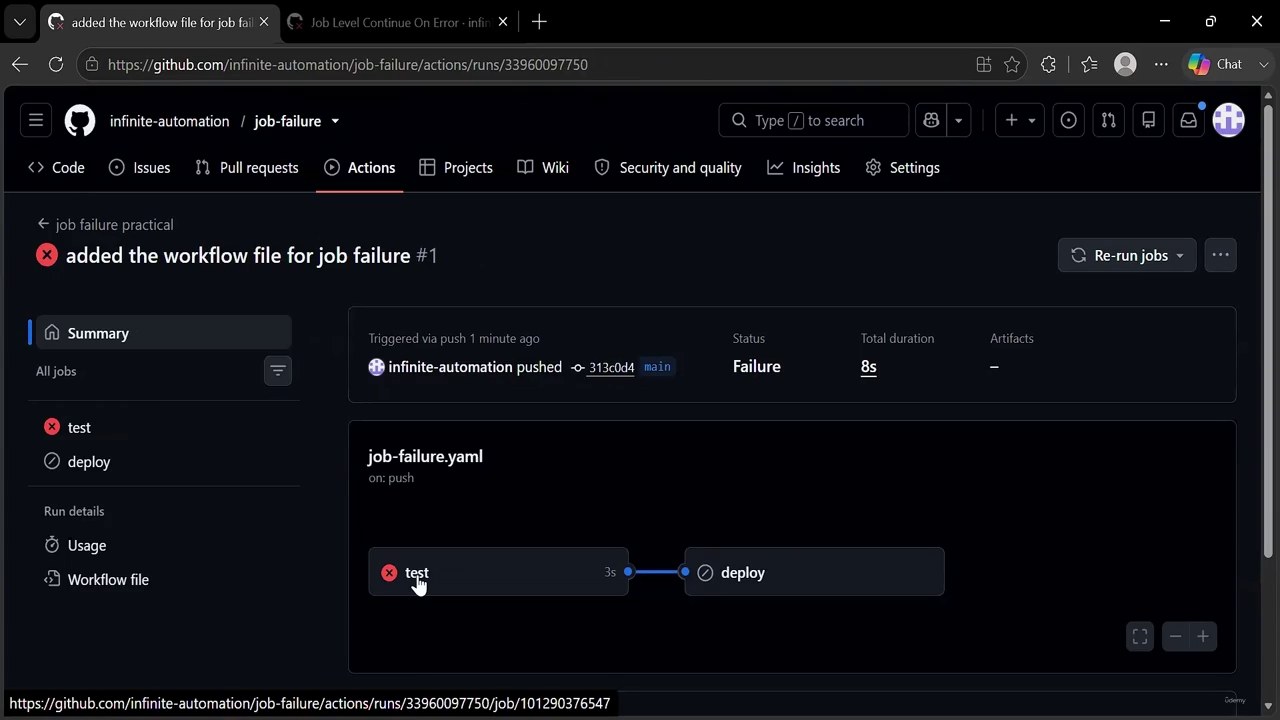 added the workflow file for job fail
Job Level Continue On Error · infin
https://github.com/infinite-automation/job-failure/actions/runs/33960097750
Chat
infinite-automation / job-failure
Type / to search
Code
Issues
Pull requests
Actions
Projects
Wiki
Security and quality
Insights
Settings
job failure practical
added the workflow file for job failure #1
Re-run jobs
Summary
All jobs
test
deploy
Run details
Usage
Workflow file
Triggered via push 1 minute ago
infinite-automation pushed 313c0d4 main
Status
Failure
Total duration
8s
Artifacts
–
job-failure.yaml
on: push
test 3s
deploy
https://github.com/infinite-automation/job-failure/actions/runs/33960097750/job/101290376547
Udemy